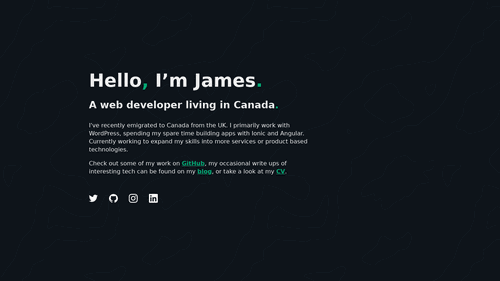 Hello, I’m James.
A web developer living in Canada.
I’ve recently emigrated to Canada from the UK. I primarily work with
WordPress, spending my spare time building apps with Ionic and Angular.
Currently working to expand my skills into more services or product based
technologies.
Check out some of my work on GitHub, my occasional write ups of
interesting tech can be found on my blog, or take a look at my CV.